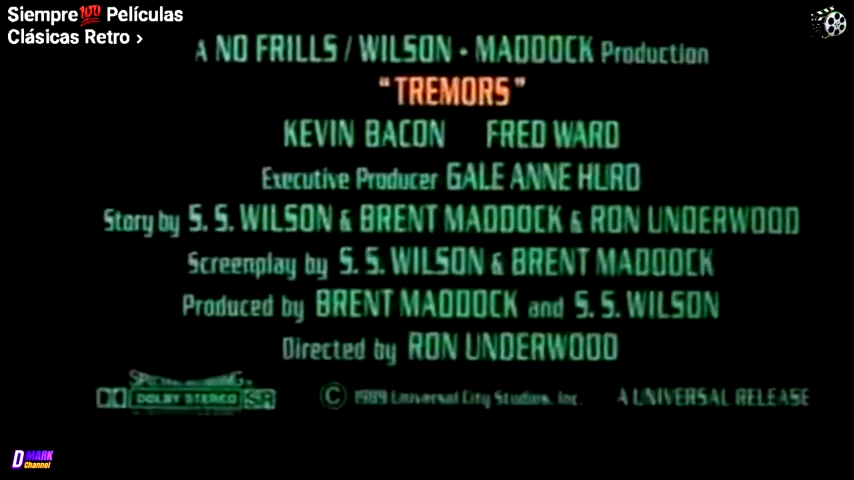 Siempre💯 Películas
Clásicas Retro ›
A NO FRILLS / WILSON • MADDOCK Production
"TREMORS"
KEVIN BACON FRED WARD
Executive Producer GALE ANNE HURD
Story by S. S. WILSON & BRENT MADDOCK & RON UNDERWOOD
Screenplay by S. S. WILSON & BRENT MADDOCK
Produced by BRENT MADDOCK and S. S. WILSON
Directed by RON UNDERWOOD
DOLBY STEREO SR
© 1989 Universal City Studios, Inc. A UNIVERSAL RELEASE
D MARK
Channel